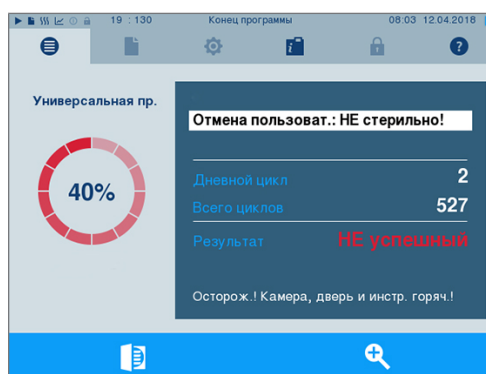 19 : 130 Конец программы 08:03 12.04.2018
Универсальная пр.
40%
Отмена пользоват.: НЕ стерильно!
Дневной цикл 2
Всего циклов 527
Результат НЕ успешный
Осторож.! Камера, дверь и инстр. горяч.!